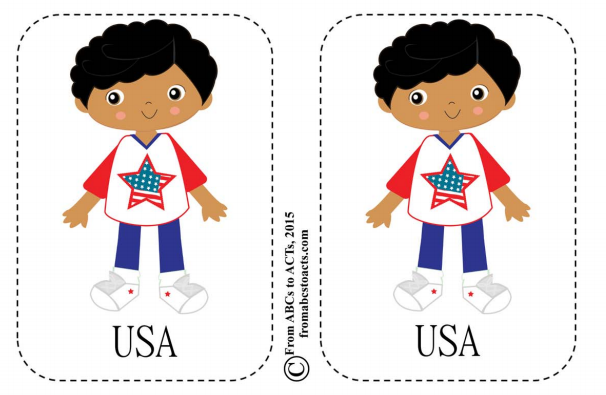 USA
© From ABCs to ACTs, 2015
fromabcstoacts.com
USA